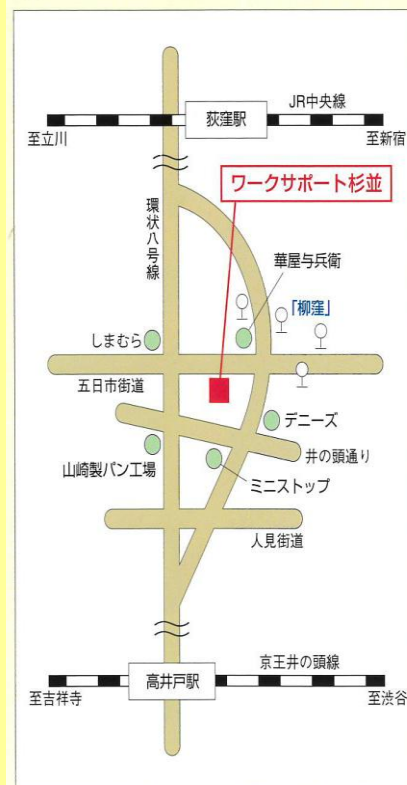 JR中央線
荻窪駅
至立川
至新宿
ワークサポート杉並
環状八号線
華屋与兵衛
「柳窪」
しまむら
五日市街道
デニーズ
井の頭通り
山崎製パン工場
ミニストップ
人見街道
京王井の頭線
高井戸駅
至吉祥寺
至渋谷